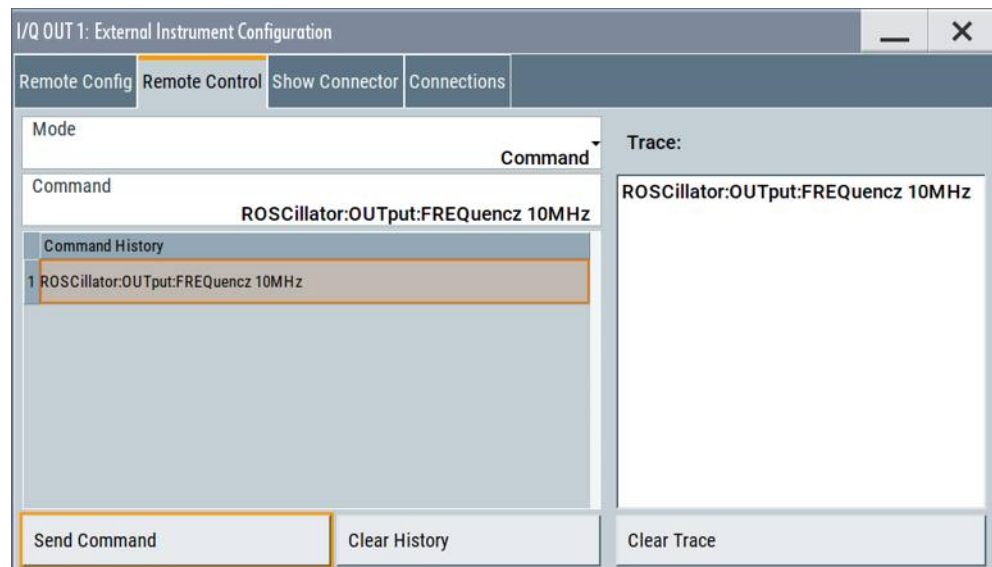 I/Q OUT 1: External Instrument Configuration
Remote Config Remote Control Show Connector Connections
Mode
Command
Command
ROSCillator:OUTput:FREQuencz 10MHz
Command History
1 ROSCillator:OUTput:FREQuencz 10MHz
Send Command
Clear History
Trace:
ROSCillator:OUTput:FREQuencz 10MHz
Clear Trace